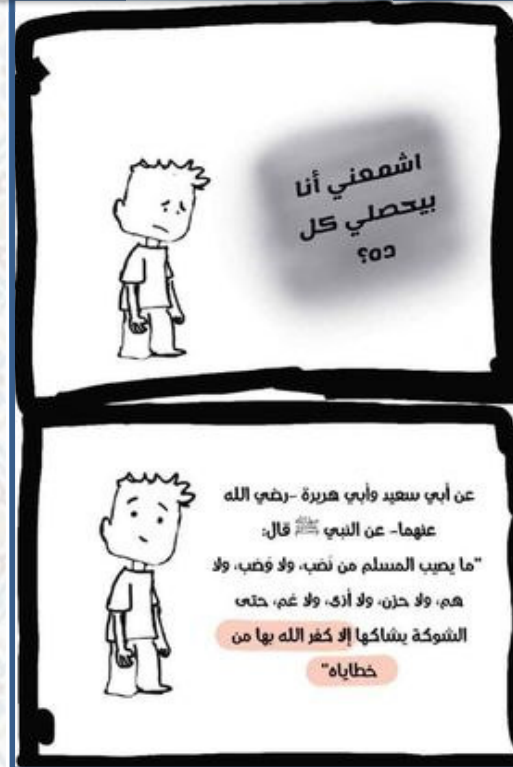 اشمعني أنا
بيحصلي كل
ده؟
عن أبي سعيد وأبي هريرة -رضي الله
عنهما- عن النبي ﷺ قال:
"ما يصيب المسلم من نَصَب، ولا وَصَب، ولا
هم، ولا حزن، ولا أذى، ولا غم، حتى
الشوكة يشاكها إلا كفر الله بها من
خطاياه"